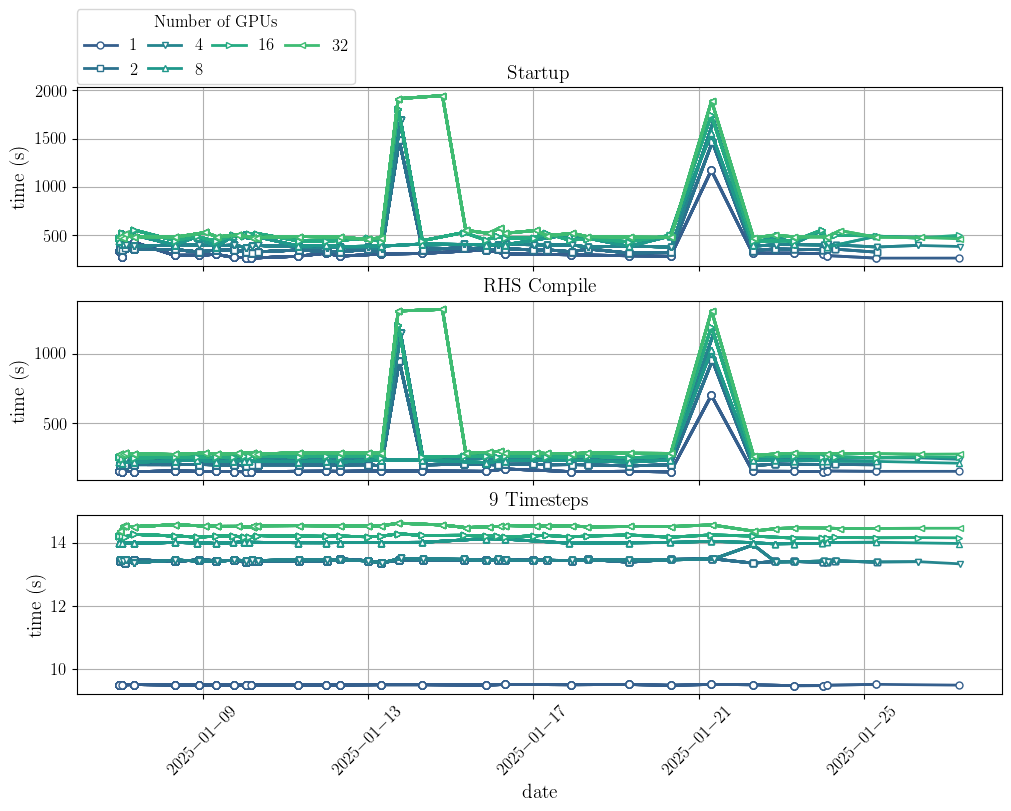 Number of GPUs
1 4 16 32
2 8
Startup
2000
1500
1000
500
time (s)
RHS Compile
1000
500
time (s)
9 Timesteps
14
12
10
time (s)
2025−01−09 2025−01−13 2025−01−17 2025−01−21 2025−01−25
date